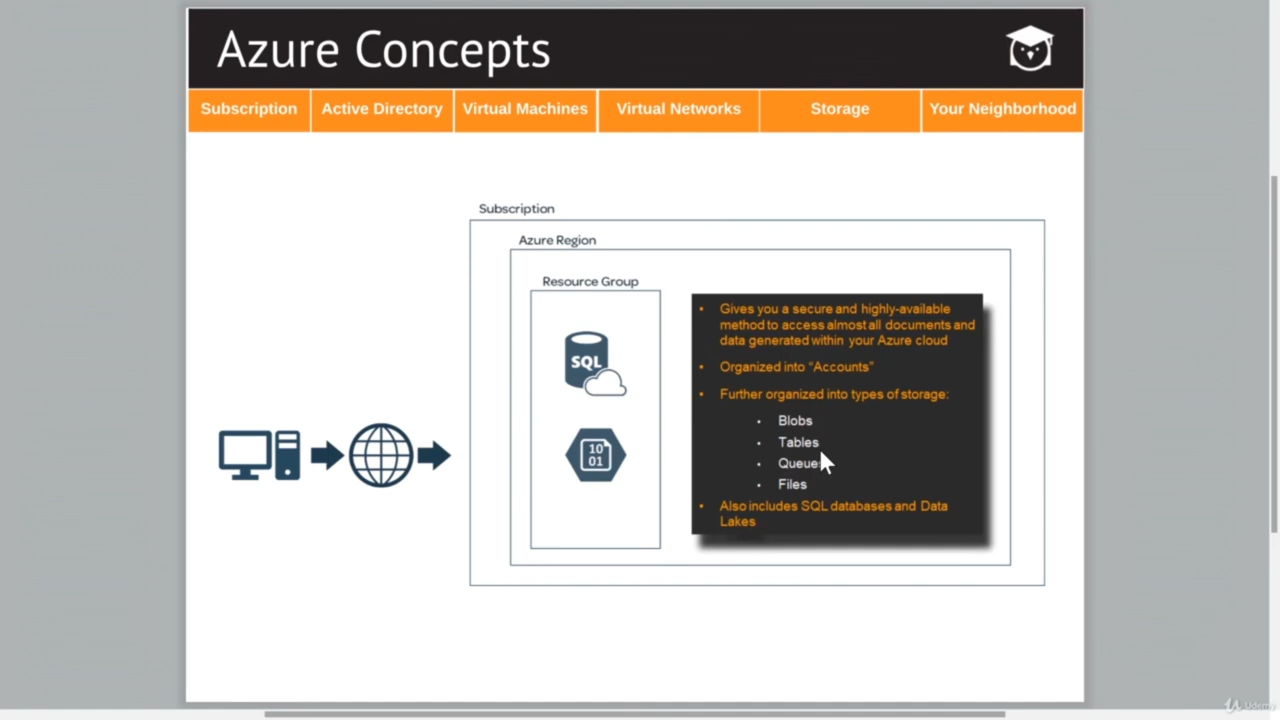 Azure Concepts
Subscription
Active Directory
Virtual Machines
Virtual Networks
Storage
Your Neighborhood
Subscription
Azure Region
Resource Group
SQL
10
01
• Gives you a secure and highly-available
method to access almost all documents and
data generated within your Azure cloud
• Organized into “Accounts”
• Further organized into types of storage:
• Blobs
• Tables
• Queues
• Files
• Also includes SQL databases and Data
Lakes
Udemy